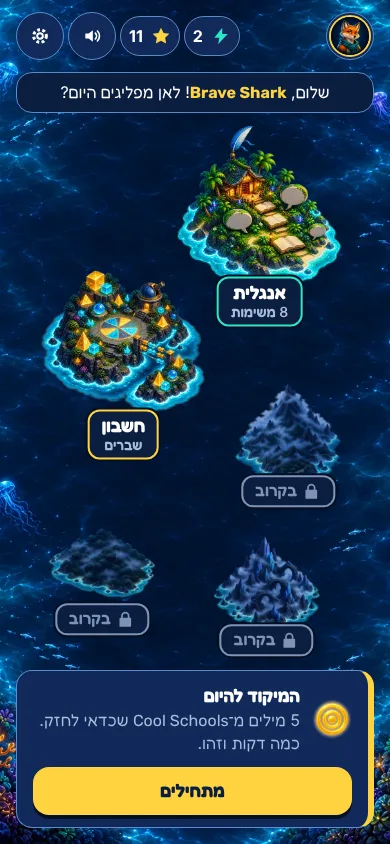 11
2
שלום, Brave Shark! לאן מפליגים היום?
אנגלית
8 משימות
חשבון
שברים
בקרוב
בקרוב
בקרוב
המיקוד להיום
5 מילים מ־Cool Schools שכדאי לחזק.
כמה דקות וזהו.
מתחילים